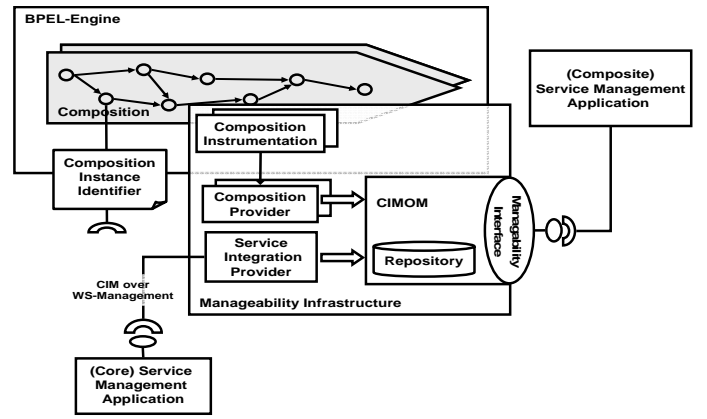 BPEL-Engine
Composition
Composition
Instrumentation
(Composite)
Service Management
Application
Composition
Instance
Identifier
Composition
Provider
CIMOM
Managability
Interface
Service
Integration
Provider
Repository
CIM over
WS-Management
Manageability Infrastructure
(Core) Service
Management
Application